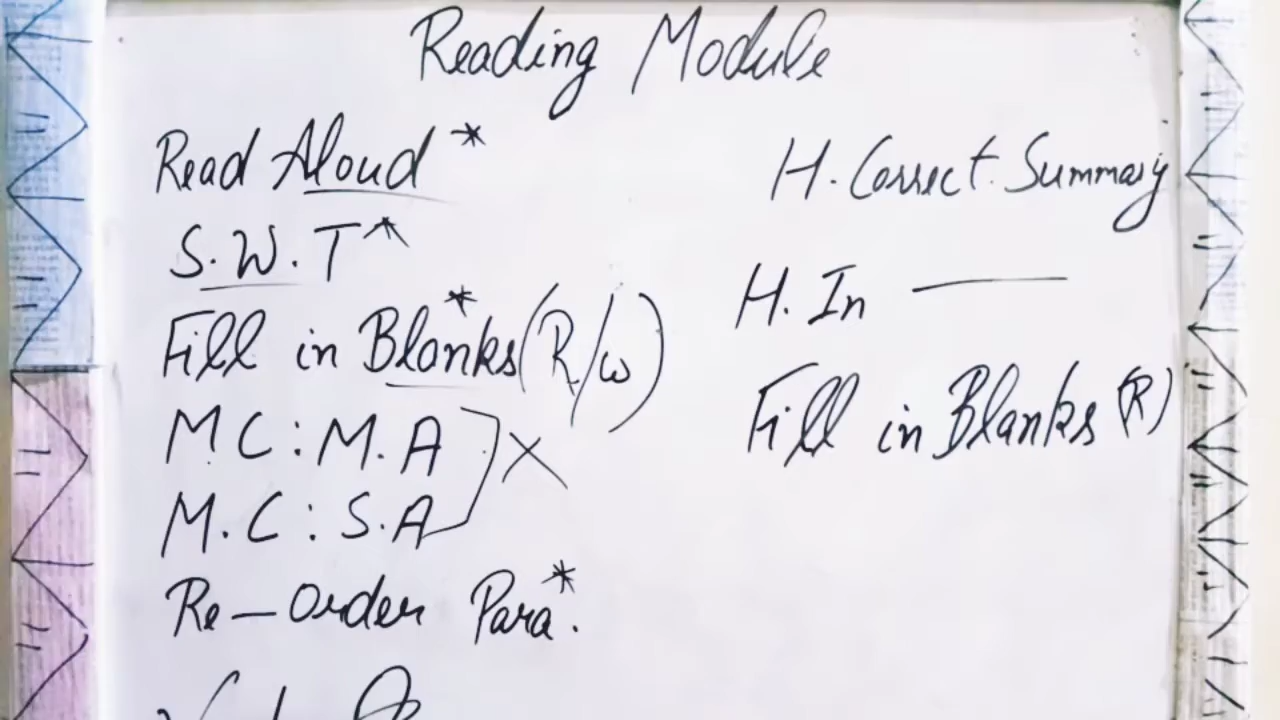 Reading Module
Read Aloud *
S.W.T *
Fill in Blanks * (R/W)
M.C : M.A
M.C : S.A ] X
Re-Order Para. *
H. Correct. Summary
H. In ———
Fill in Blanks (R)